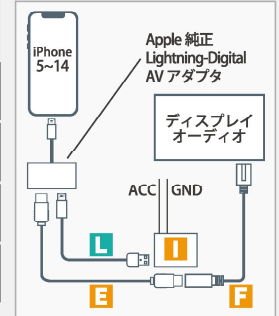 iPhone
5~14
Apple 純正
Lightning-Digital
AV アダプタ
ディスプレイ
オーディオ
ACC GND
L
I
E
F